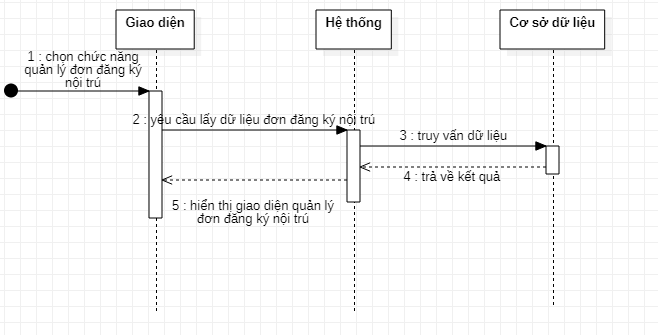 Giao diện
Hệ thống
Cơ sở dữ liệu
1 : chọn chức năng
quản lý đơn đăng ký
nội trú
2 : yêu cầu lấy dữ liệu đơn đăng ký nội trú
3 : truy vấn dữ liệu
4 : trả về kết quả
5 : hiển thị giao diện quản lý
đơn đăng ký nội trú